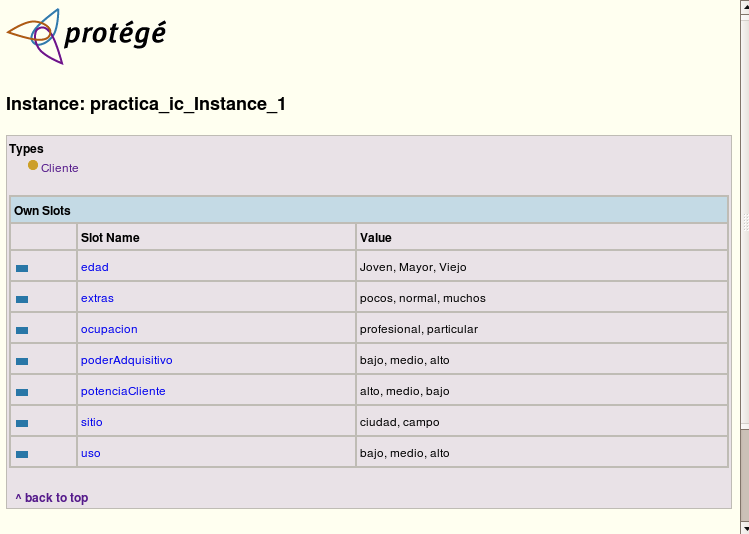 protégé
Instance: practica_ic_Instance_1
Types
Cliente
Own Slots
Slot Name Value
edad Joven, Mayor, Viejo
extras pocos, normal, muchos
ocupacion profesional, particular
poderAdquisitivo bajo, medio, alto
potenciaCliente alto, medio, bajo
sitio ciudad, campo
uso bajo, medio, alto
^ back to top